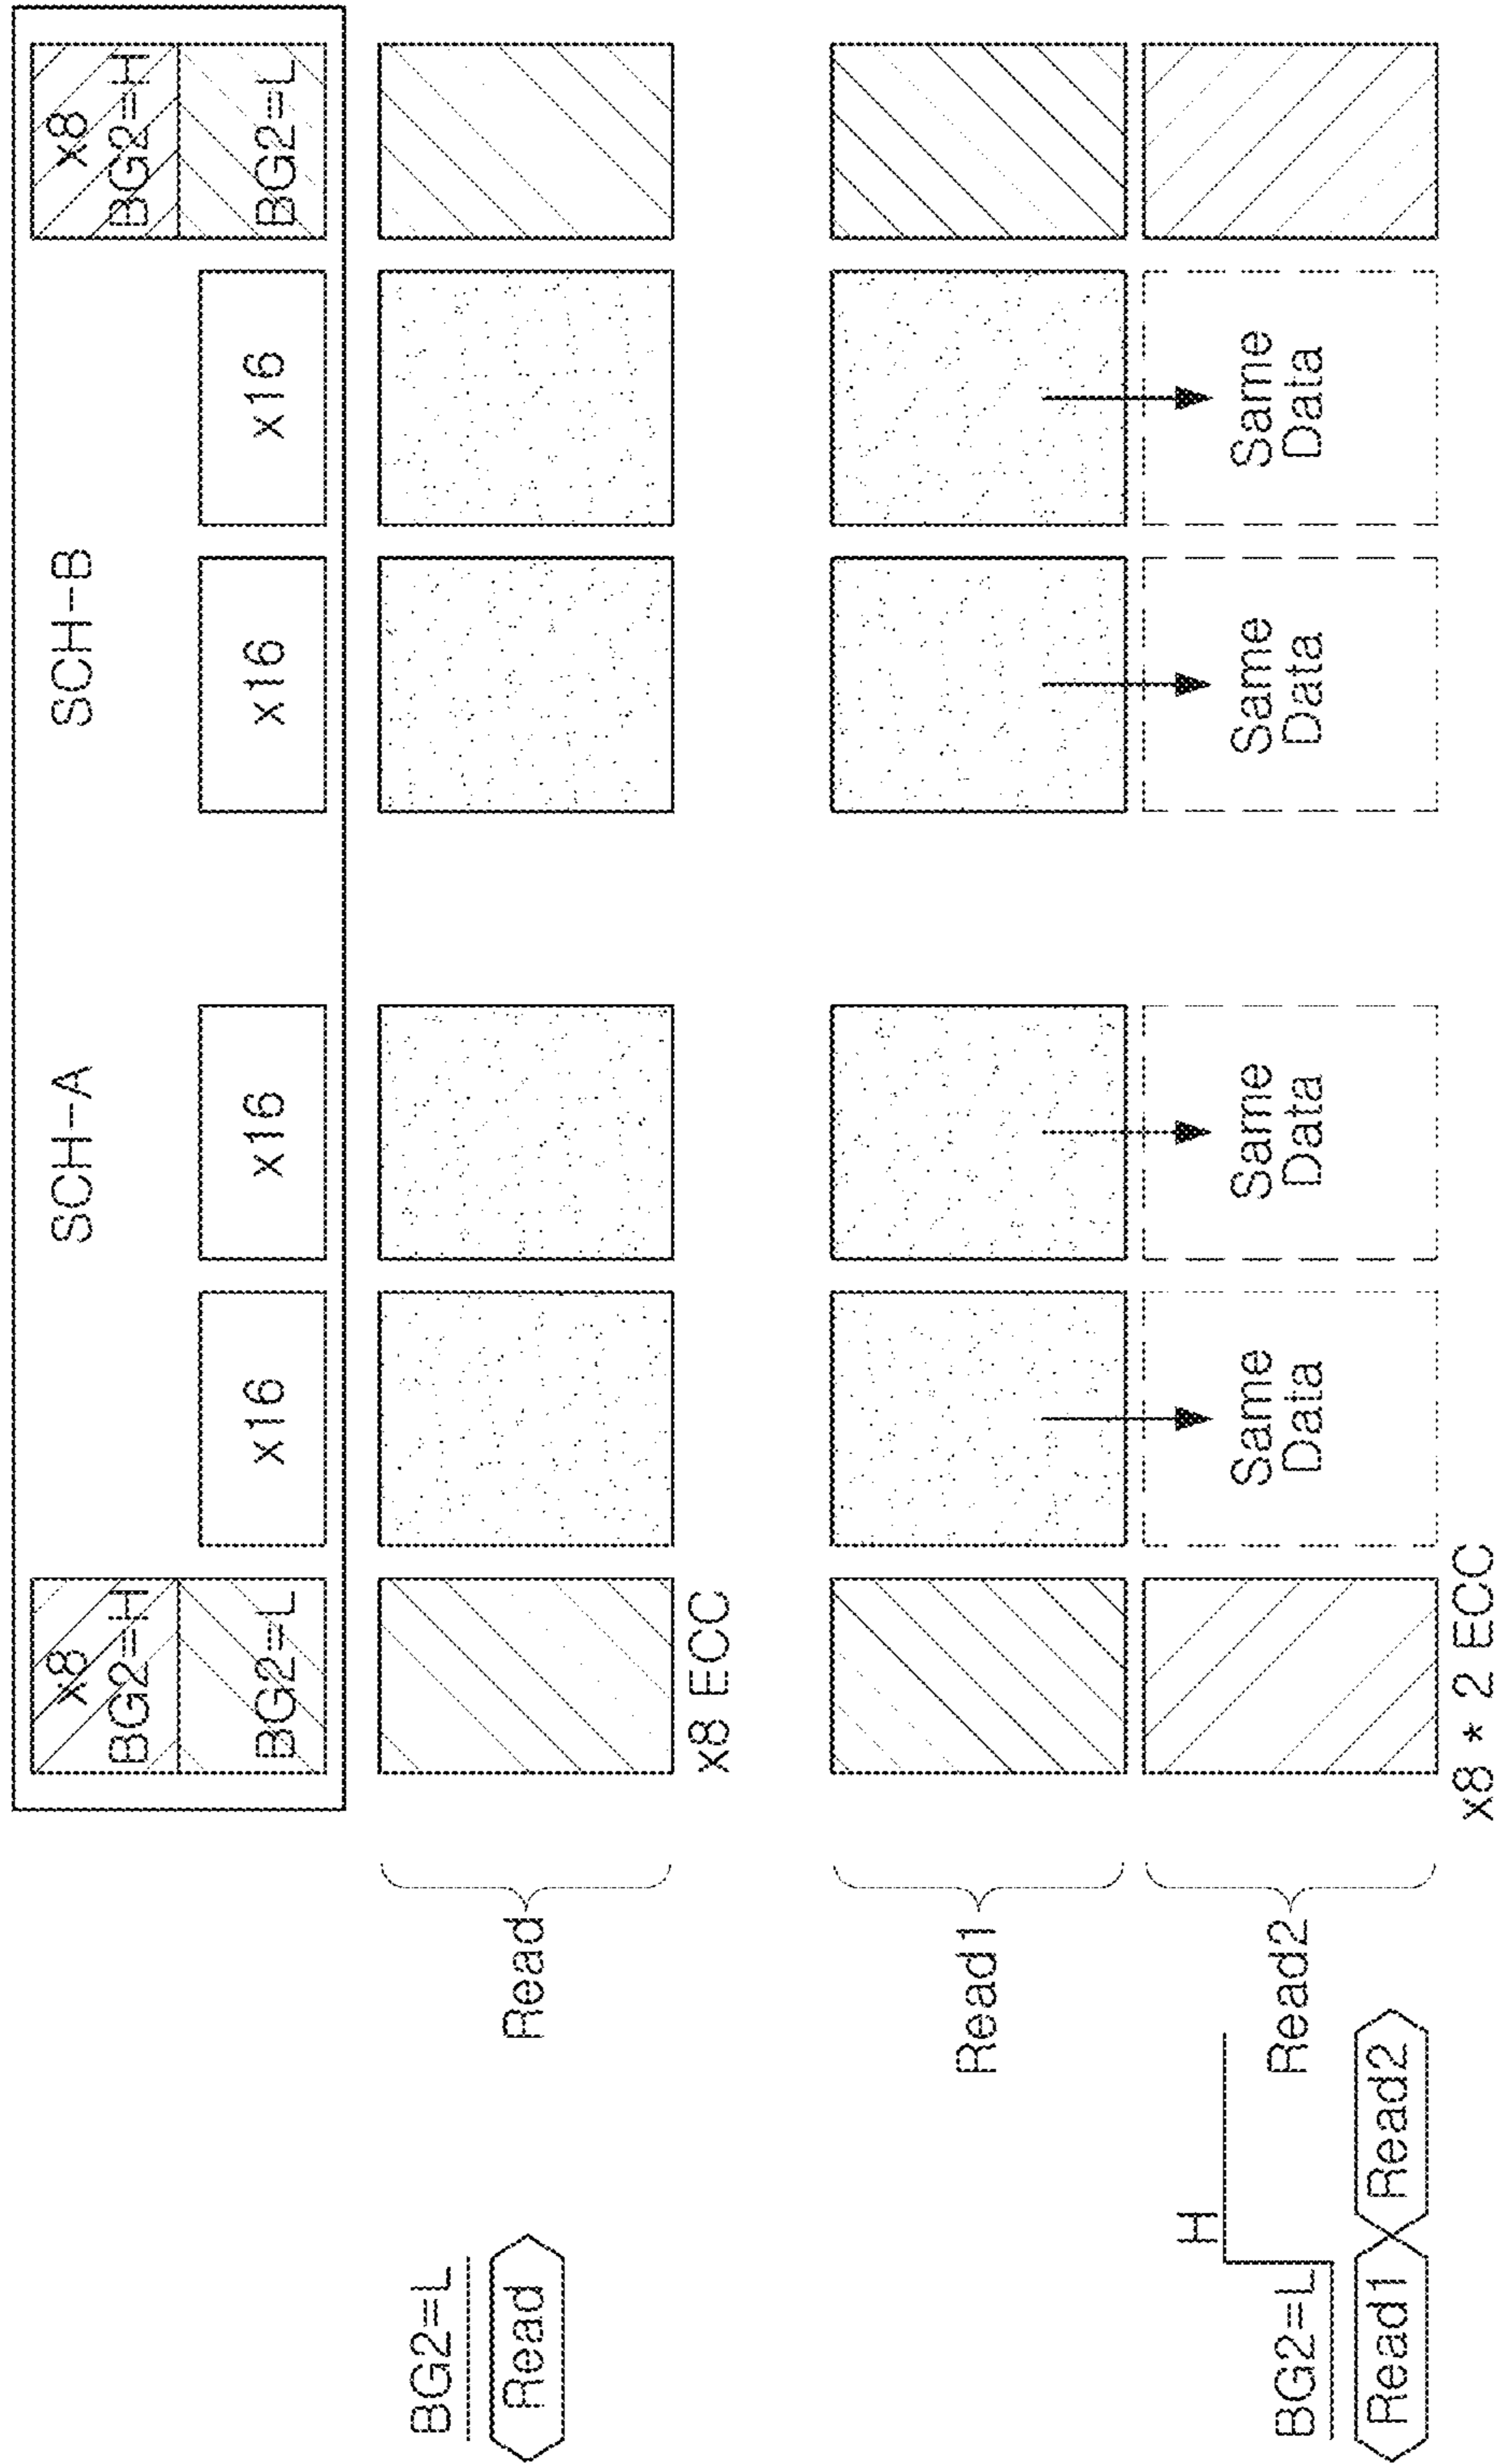 x8
SCH-A
SCH-B
x8
BG2=H
BG2=H
BG2=L
x16
x16
x16
x16
BG2=L
BG2=L
Read
Read
x8 ECC
Read1
H
BG2=L
Read2
Same
Data
Same
Data
Same
Data
Same
Data
Read1
Read2
x8 * 2 ECC